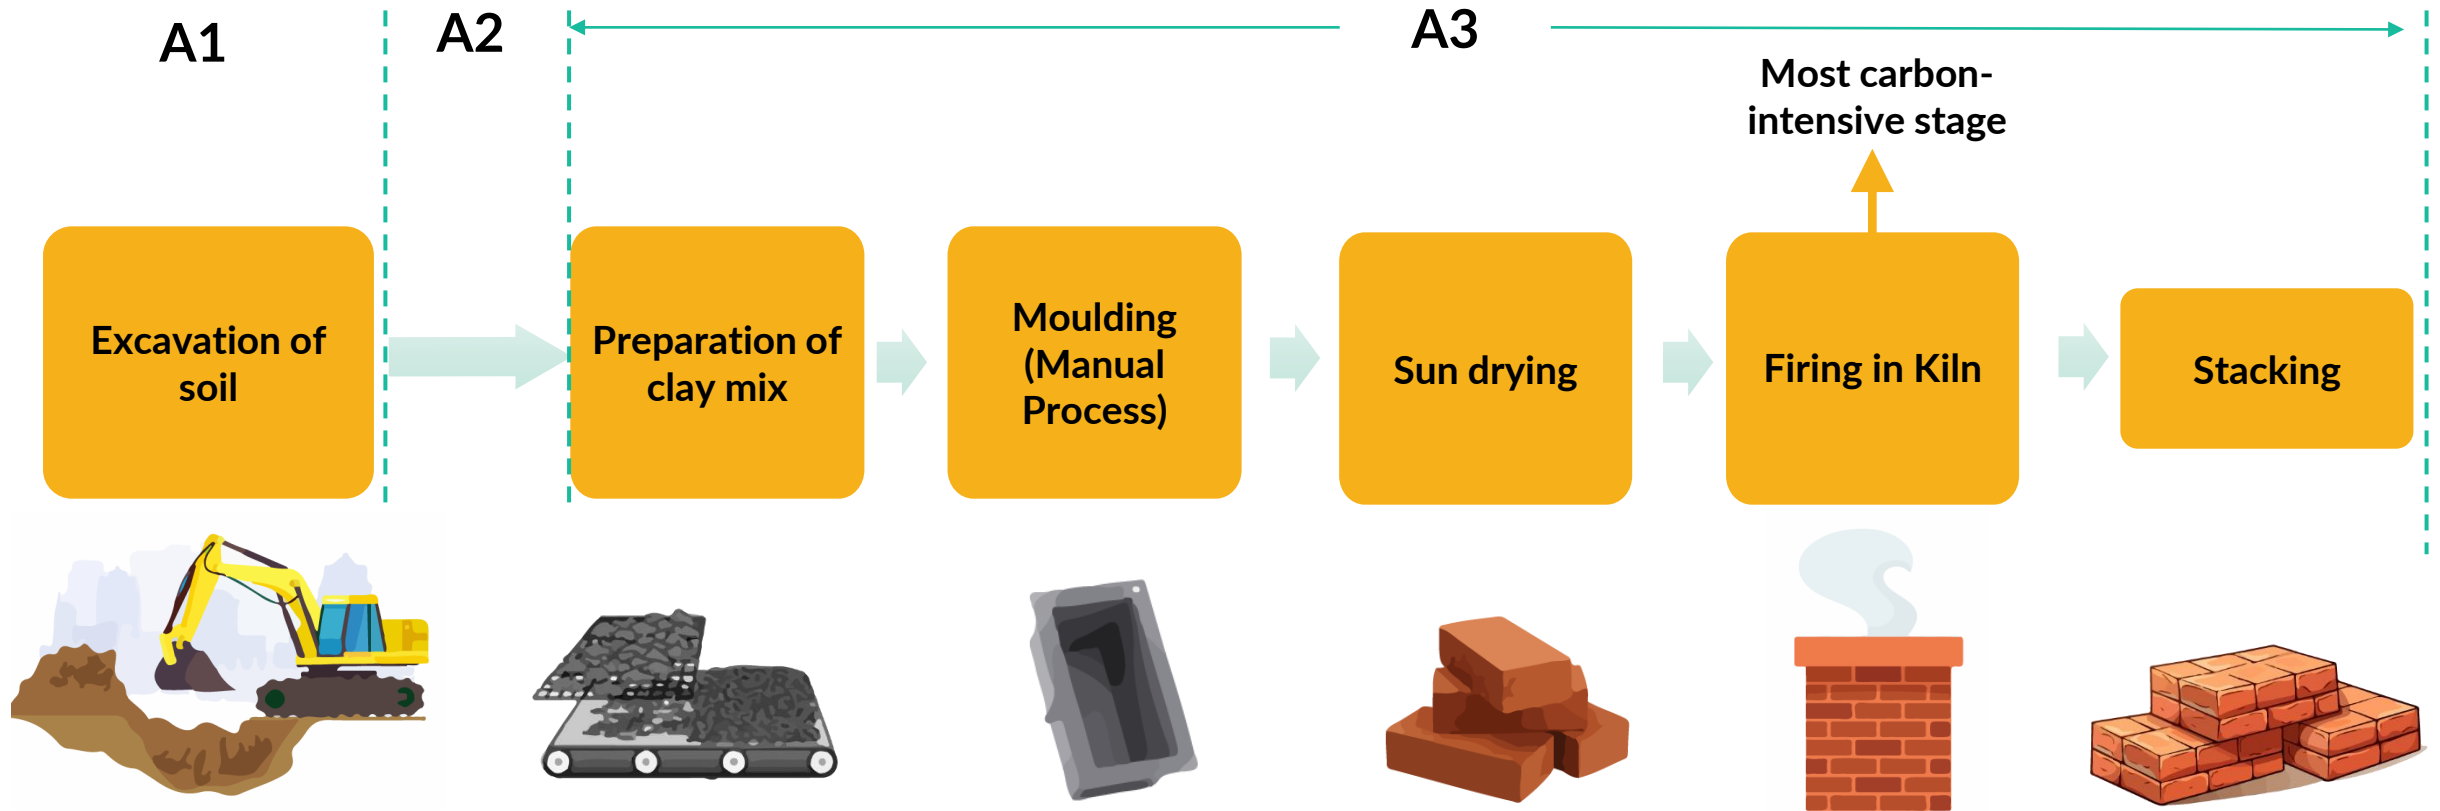 A1
A2
A3
Most carbon-
intensive stage
Excavation of
soil
Preparation of
clay mix
Moulding
(Manual
Process)
Sun drying
Firing in Kiln
Stacking